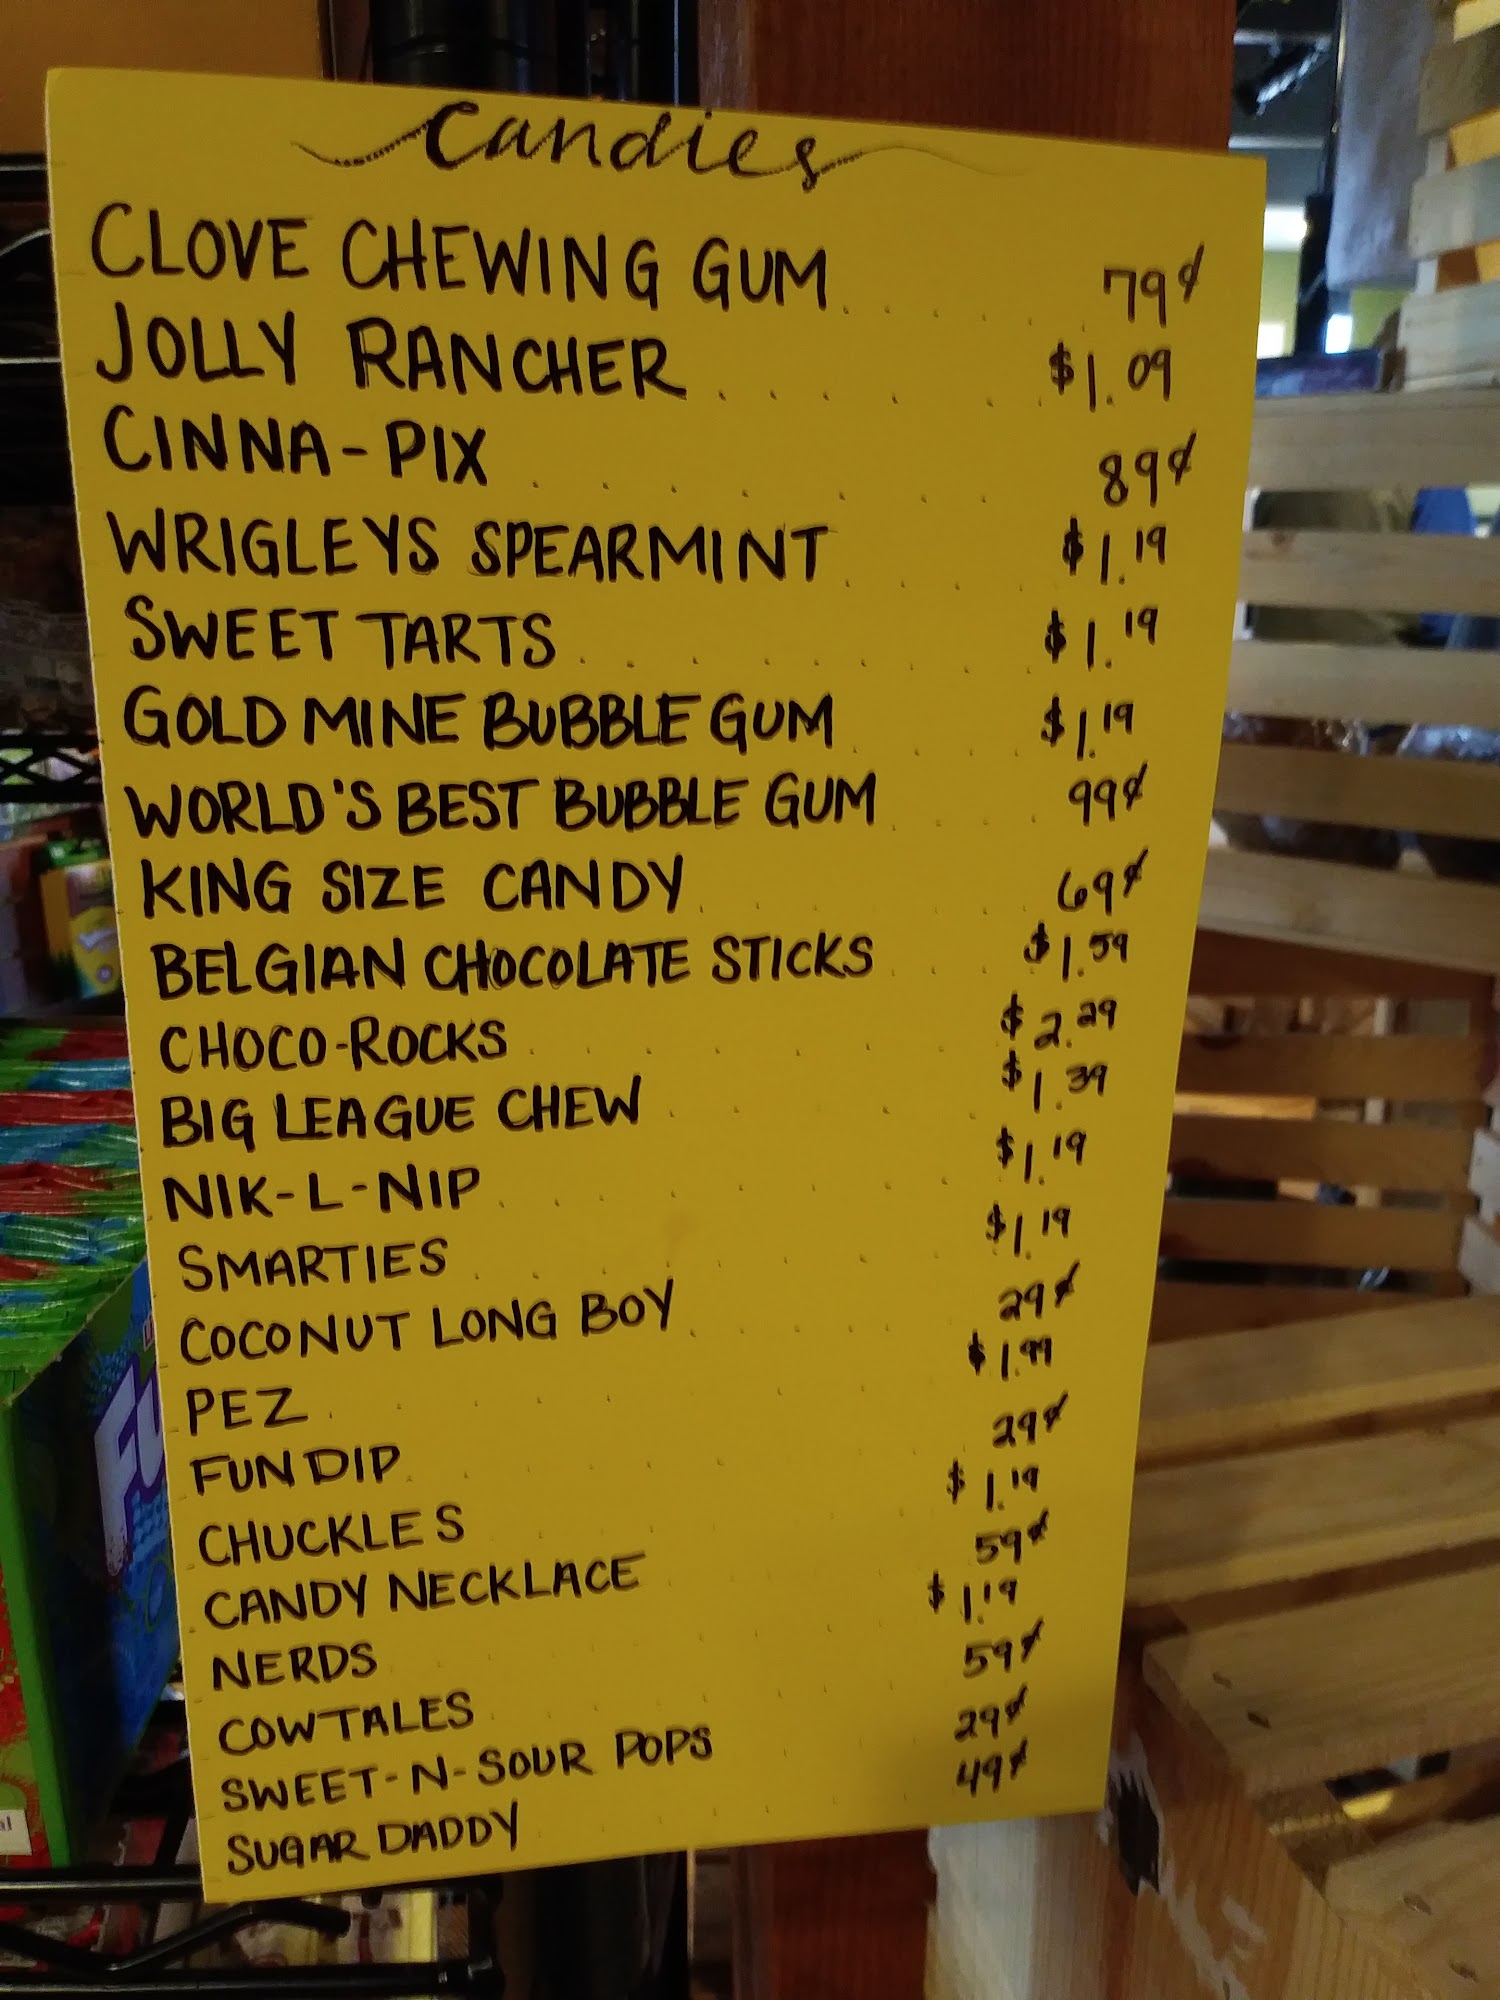 Candies
CLOVE CHEWING GUM 79¢
JOLLY RANCHER $1.09
CINNA-PIX 89¢
WRIGLEYS SPEARMINT $1.19
SWEET TARTS $1.19
GOLD MINE BUBBLE GUM $1.19
WORLD'S BEST BUBBLE GUM 99¢
KING SIZE CANDY 69¢
BELGIAN CHOCOLATE STICKS $1.59
CHOCO-ROCKS $2.29
BIG LEAGUE CHEW $1.39
NIK-L-NIP $1.19
SMARTIES $1.19
COCONUT LONG BOY 29¢
PEZ $1.99
FUN DIP 29¢
CHUCKLES $1.19
CANDY NECKLACE 59¢
NERDS $1.19
COWTALES 59¢
SWEET-N-SOUR POPS 29¢
SUGAR DADDY 49¢